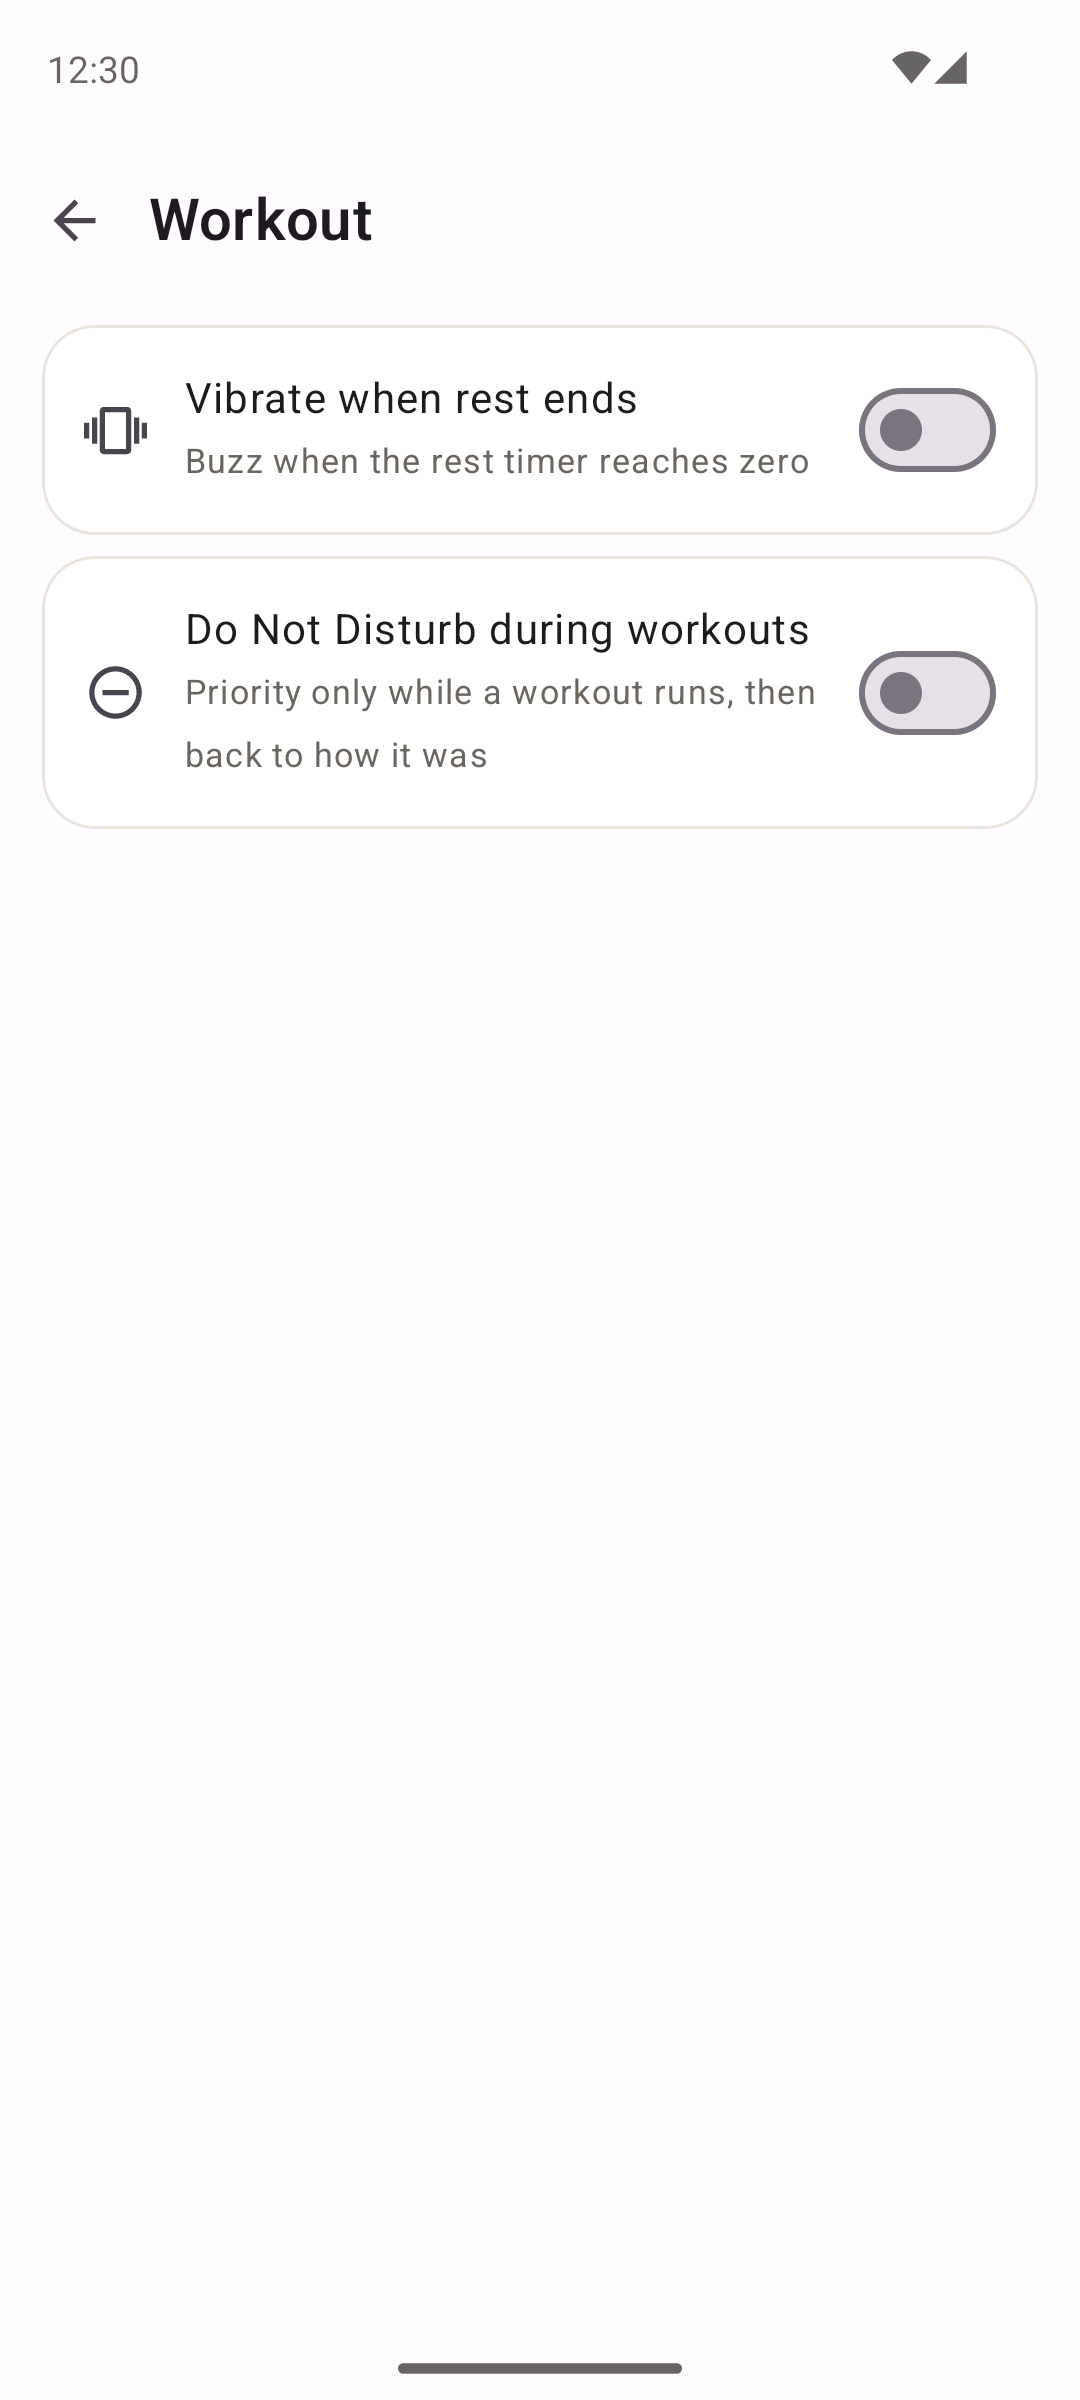 12:30
Workout
Vibrate when rest ends
Buzz when the rest timer reaches zero
Do Not Disturb during workouts
Priority only while a workout runs, then
back to how it was